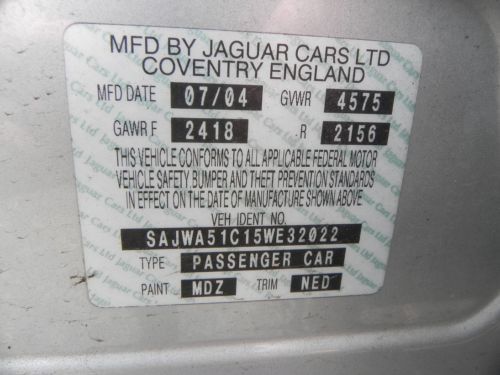 MFD BY JAGUAR CARS LTD
COVENTRY ENGLAND
MFD DATE 07/04 GVWR 4575
GAWR F 2418 R 2156
THIS VEHICLE CONFORMS TO ALL APPLICABLE FEDERAL MOTOR
VEHICLE SAFETY, BUMPER AND THEFT PREVENTION STANDARDS
IN EFFECT ON THE DATE OF MANUFACTURE SHOWN ABOVE
VEH IDENT NO.
SAJWA51C15WE32022
TYPE PASSENGER CAR
PAINT MDZ TRIM NED